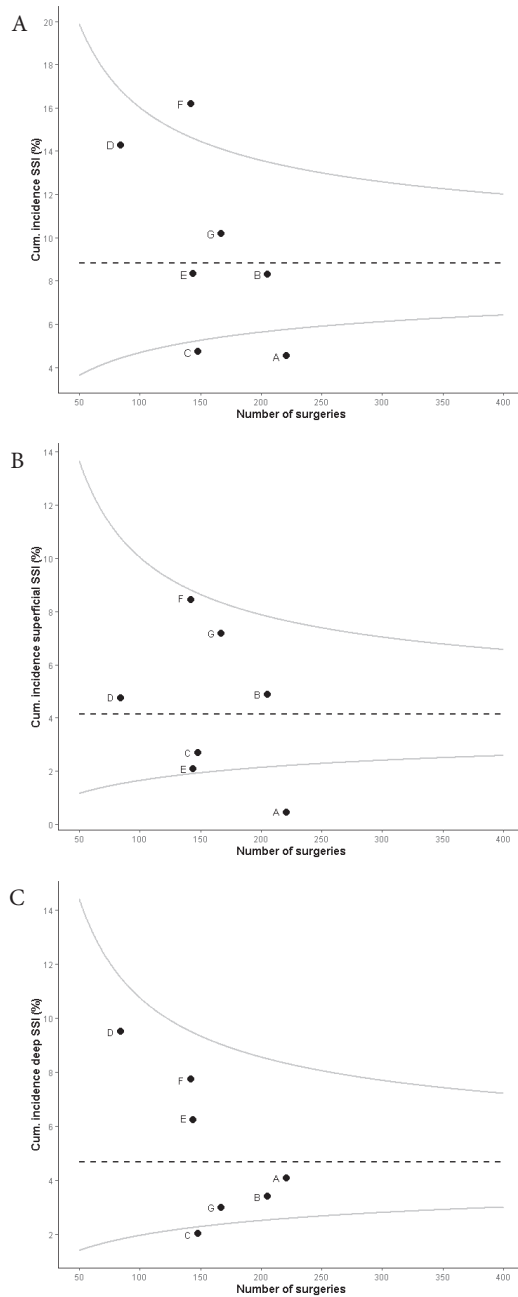 A
Cum. incidence SSI (%)
20
18
16
14
12
10
8
6
4
F
D
G
E
B
C
A
50
100
150
200
250
300
350
400
Number of surgeries
B
Cum. incidence superficial SSI (%)
14
12
10
8
6
4
2
0
F
G
D
B
C
E
A
50
100
150
200
250
300
350
400
Number of surgeries
C
Cum. incidence deep SSI (%)
14
12
10
8
6
4
2
D
F
E
A
B
G
C
50
100
150
200
250
300
350
400
Number of surgeries